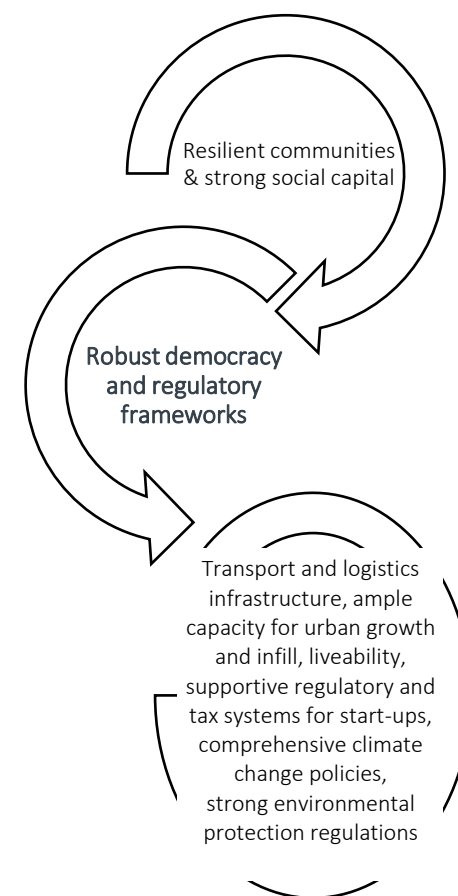 Resilient communities
& strong social capital
Robust democracy
and regulatory
frameworks
Transport and logistics
infrastructure, ample
capacity for urban growth
and infill, liveability,
supportive regulatory and
tax systems for start-ups,
comprehensive climate
change policies,
strong environmental
protection regulations